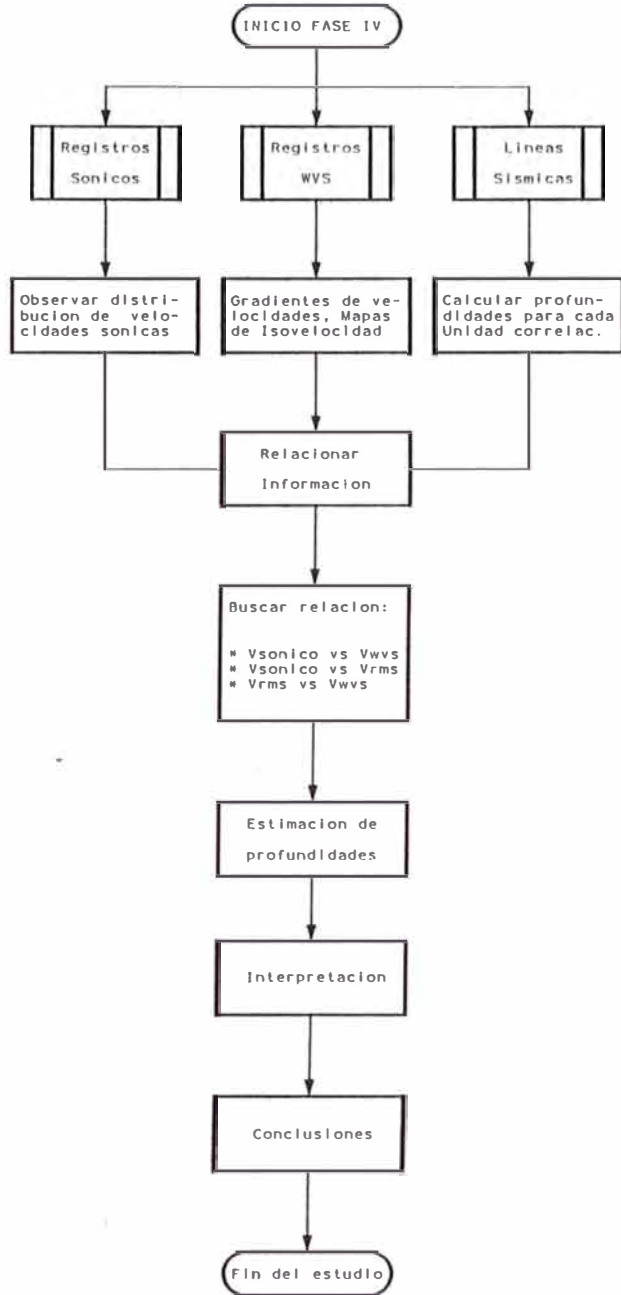 INICIO FASE IV
Registros
Sonicos
Registros
WVS
Lineas
Sismicas
Observar distri-
bucion de velo-
cidades sonicas
Gradientes de ve-
locidades, Mapas
de Isovelocidad
Calcular profun-
didades para cada
Unidad correlac.
Relacionar
Informacion
Buscar relacion:
* Vsonico vs Vwvs
* Vsonico vs Vrms
* Vrms vs Vwvs
Estimacion de
profundidades
Interpretacion
Conclusiones
Fin del estudio